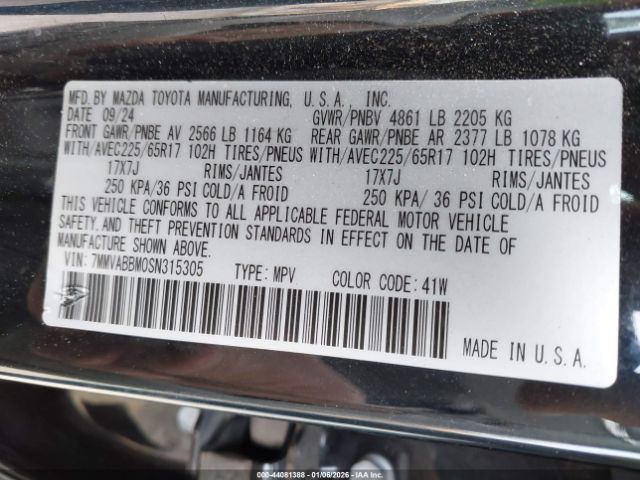 MFD. BY MAZDA TOYOTA MANUFACTURING, U.S.A., INC.
DATE 09/24 GVWR/PNBV 4861 LB 2205 KG
FRONT GAWR/PNBE AV 2566 LB 1164 KG REAR GAWR/PNBE AR 2377 LB 1078 KG
WITH/AVEC225/65R17 102H TIRES/PNEUS WITH/AVEC225/65R17 102H TIRES/PNEUS
17X7J RIMS/JANTES 17X7J RIMS/JANTES
250 KPA/36 PSI COLD/A FROID 250 KPA/ 36 PSI COLD/A FROID
THIS VEHICLE CONFORMS TO ALL APPLICABLE FEDERAL MOTOR VEHICLE
SAFETY, AND THEFT PREVENTION STANDARDS IN EFFECT ON THE DATE OF
MANUFACTURE SHOWN ABOVE.
VIN: 7MMVABBM0SN315305 TYPE: MPV COLOR CODE: 41W
MADE IN U.S.A.
000-44081388 - 01/06/2026 - IAAI.com